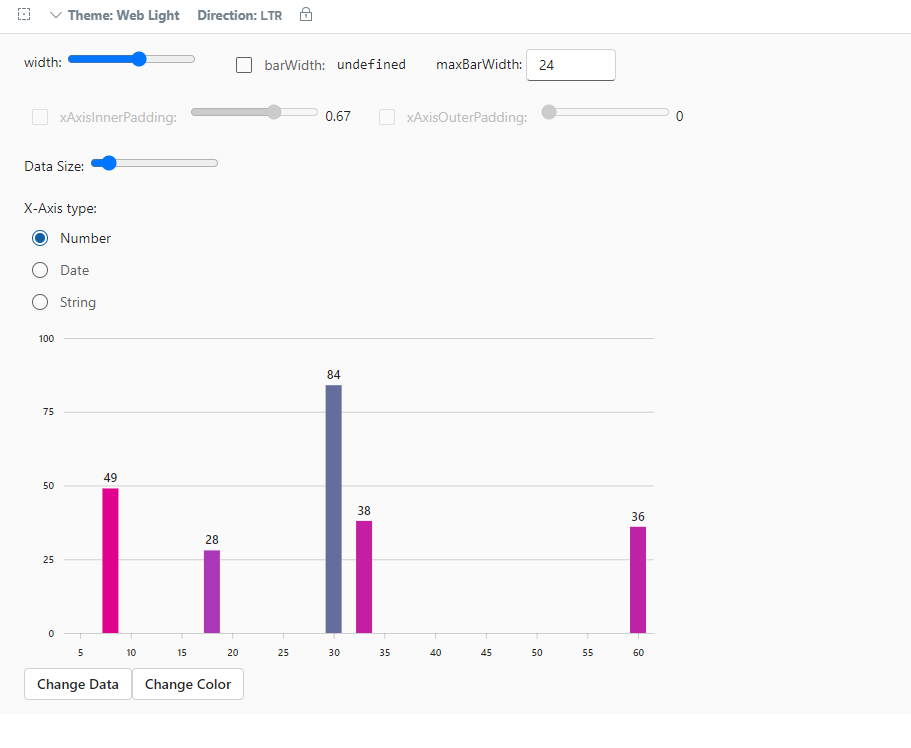 Theme: Web Light Direction: LTR
width: barWidth: undefined maxBarWidth: 24
xAxisInnerPadding: 0.67 xAxisOuterPadding: 0
Data Size:
X-Axis type:
Number
Date
String
100
84
75
49
50
38
36
28
25
0
5 10 15 20 25 30 35 40 45 50 55 60
Change Data Change Color